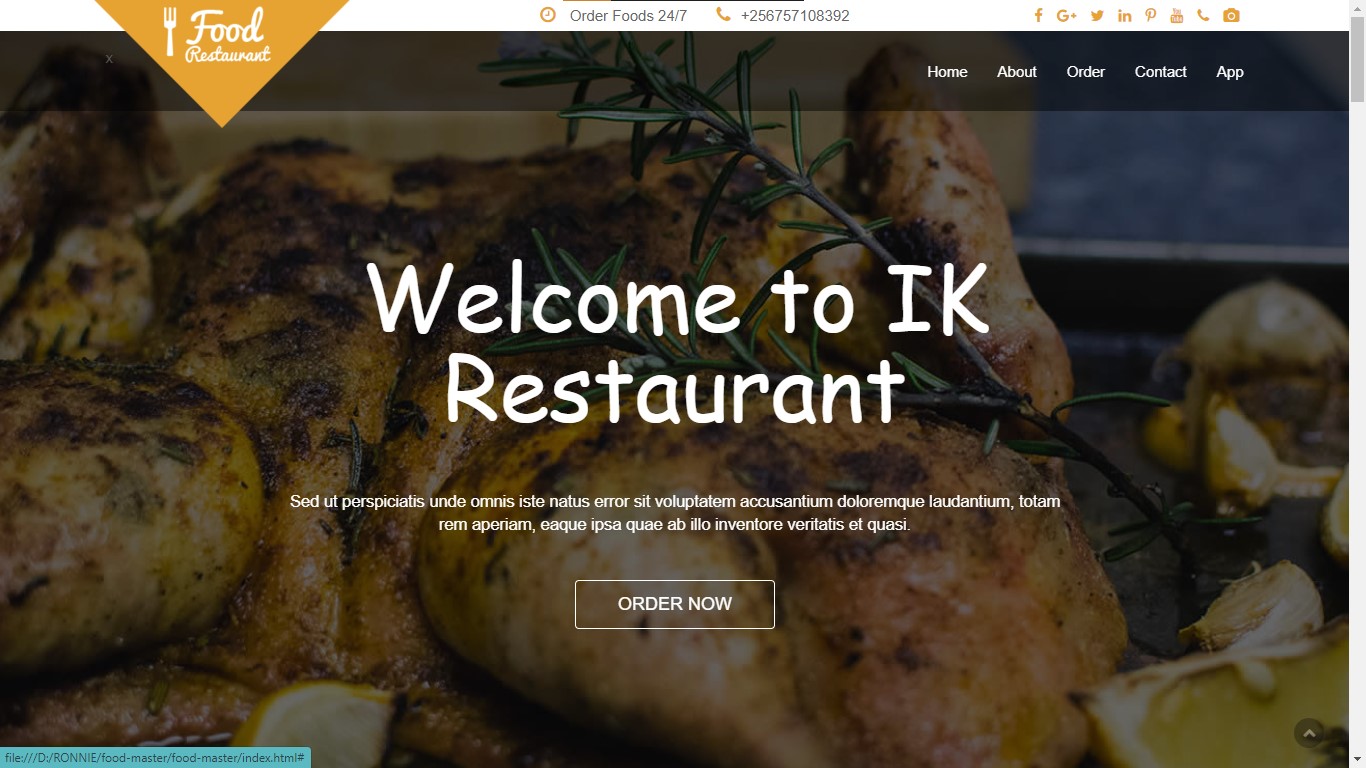 Food
Restaurant
Order Foods 24/7
+256757108392
x
Home
About
Order
Contact
App
Welcome to IK
Restaurant
Sed ut perspiciatis unde omnis iste natus error sit voluptatem accusantium doloremque laudantium, totam
rem aperiam, eaque ipsa quae ab illo inventore veritatis et quasi.
ORDER NOW
file:///D:/RONNIE/food-master/food-master/index.html#